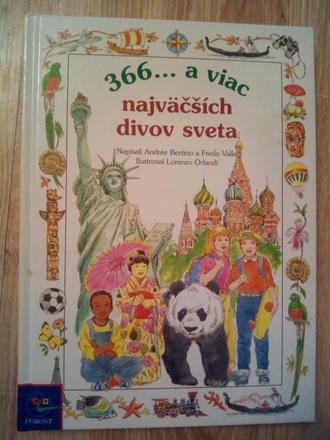 366... a viac
najväčších
divov sveta
Napísali Andrée Bertino a Fredo Valla
Ilustroval Lorenzo Orlandi
EGMONT